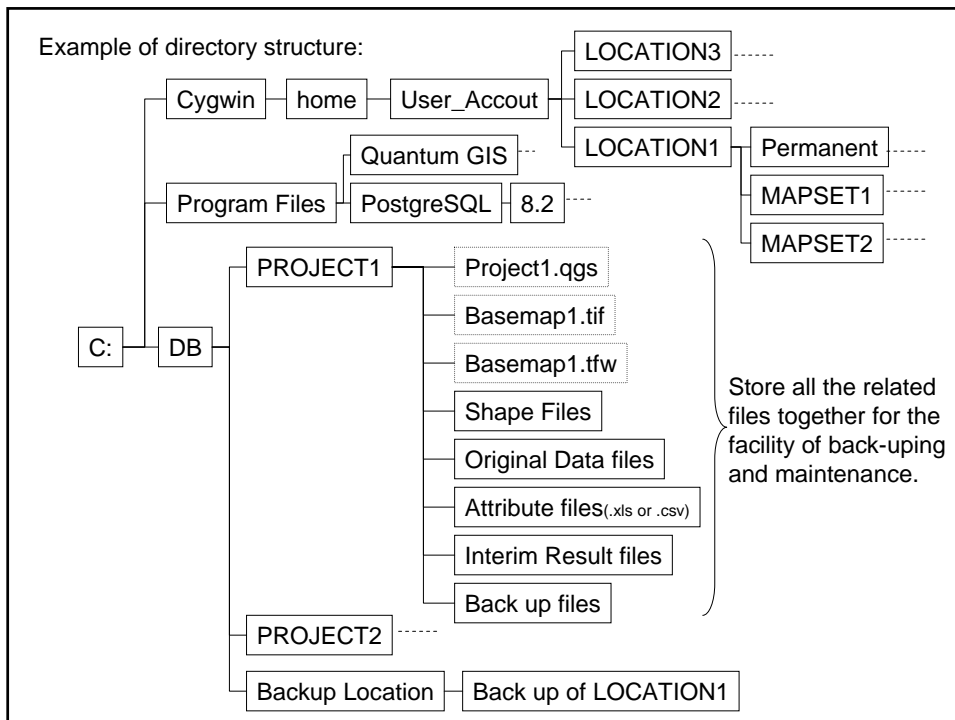 Example of directory structure:
LOCATION3
Cygwin home User_Accout LOCATION2
LOCATION1 Permanent
Quantum GIS
MAPSET1
Program Files PostgreSQL 8.2
MAPSET2
PROJECT1 Project1.qgs
Basemap1.tif
C: DB
Basemap1.tfw
Shape Files
Original Data files
Attribute files(.xls or .csv)
Interim Result files
Back up files
Store all the related
files together for the
facility of back-uping
and maintenance.
PROJECT2
Backup Location Back up of LOCATION1